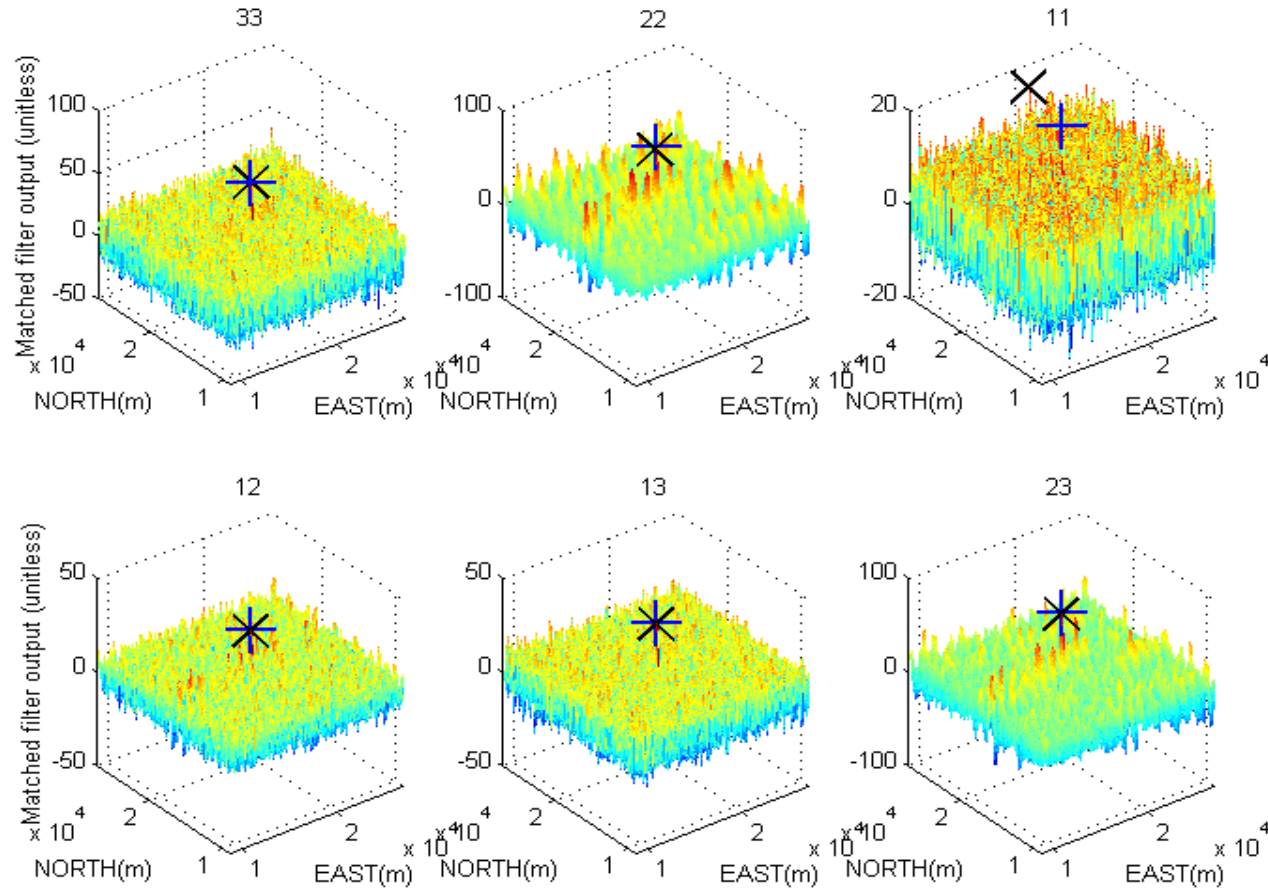 33
22
11
Matched filter output (unitless)
100
50
0
-50
100
0
-100
20
0
-20
2
1
x 10^4
NORTH(m)
1
2
x 10^4
EAST(m)
2
1
x 10^4
NORTH(m)
1
2
x 10^4
EAST(m)
2
1
x 10^4
NORTH(m)
1
2
x 10^4
EAST(m)
12
13
23
Matched filter output (unitless)
50
0
-50
50
0
-50
100
0
-100
2
1
x 10^4
NORTH(m)
1
2
x 10^4
EAST(m)
2
1
x 10^4
NORTH(m)
1
2
x 10^4
EAST(m)
2
1
x 10^4
NORTH(m)
1
2
x 10^4
EAST(m)